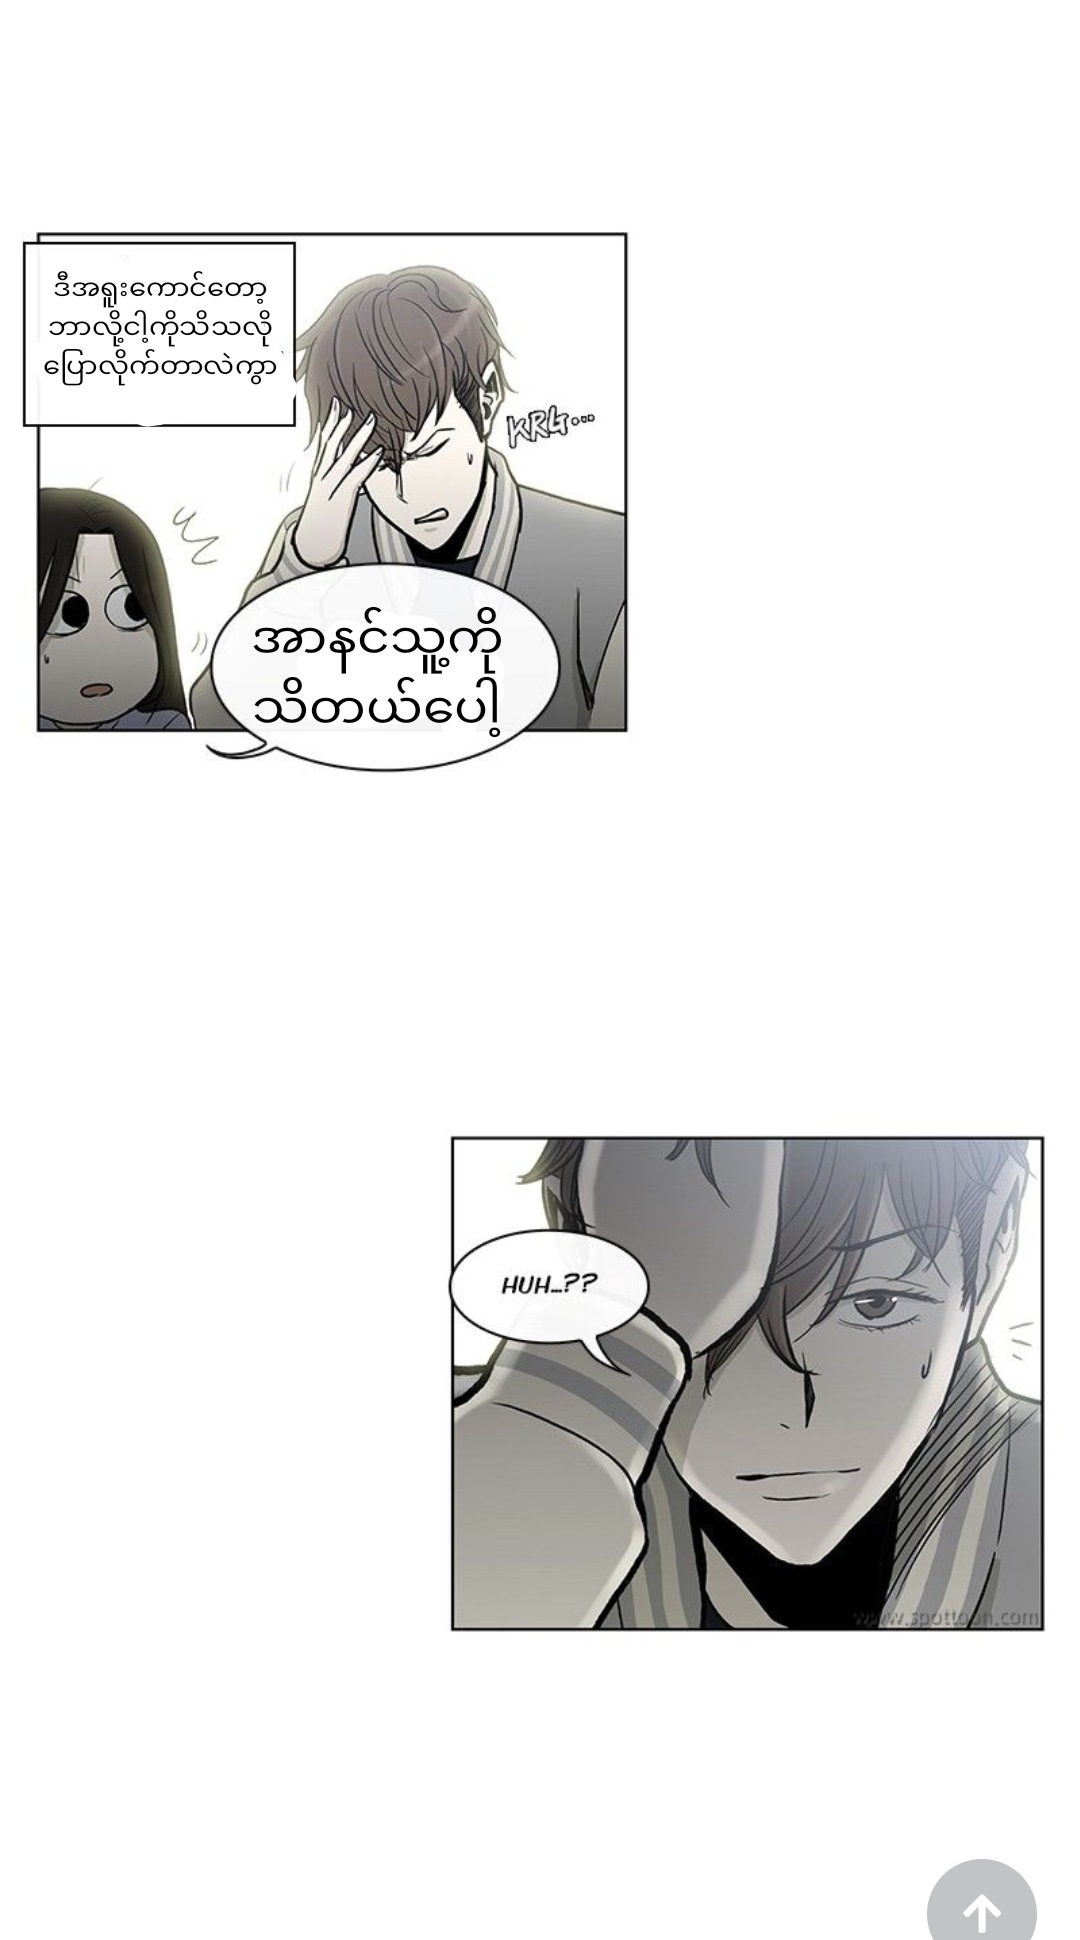 ဒီအရူးကောင်တော့
ဘာလို့ငါ့ကိုသိသလို
ပြောလိုက်တာလဲကွာ
KRG...
အာနင်သူ့ကို
သိတယ်ပေါ့
HUH...??
www.spottoon.com